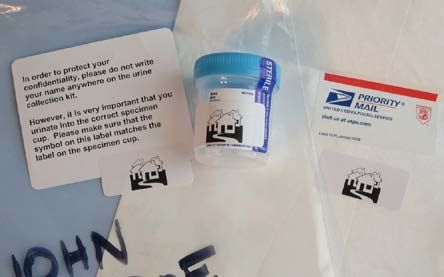 In order to protect your
confidentiality, please do not write
your name anywhere on the urine
collection kit.
However, it is very important that you
urinate into the correct specimen
cup. Please make sure that the
symbol on this label matches the
label on the specimen cup.
STERILE
PRIORITY
MAIL
UNITED STATES POSTAL SERVICE
Visit us at usps.com
JOHN